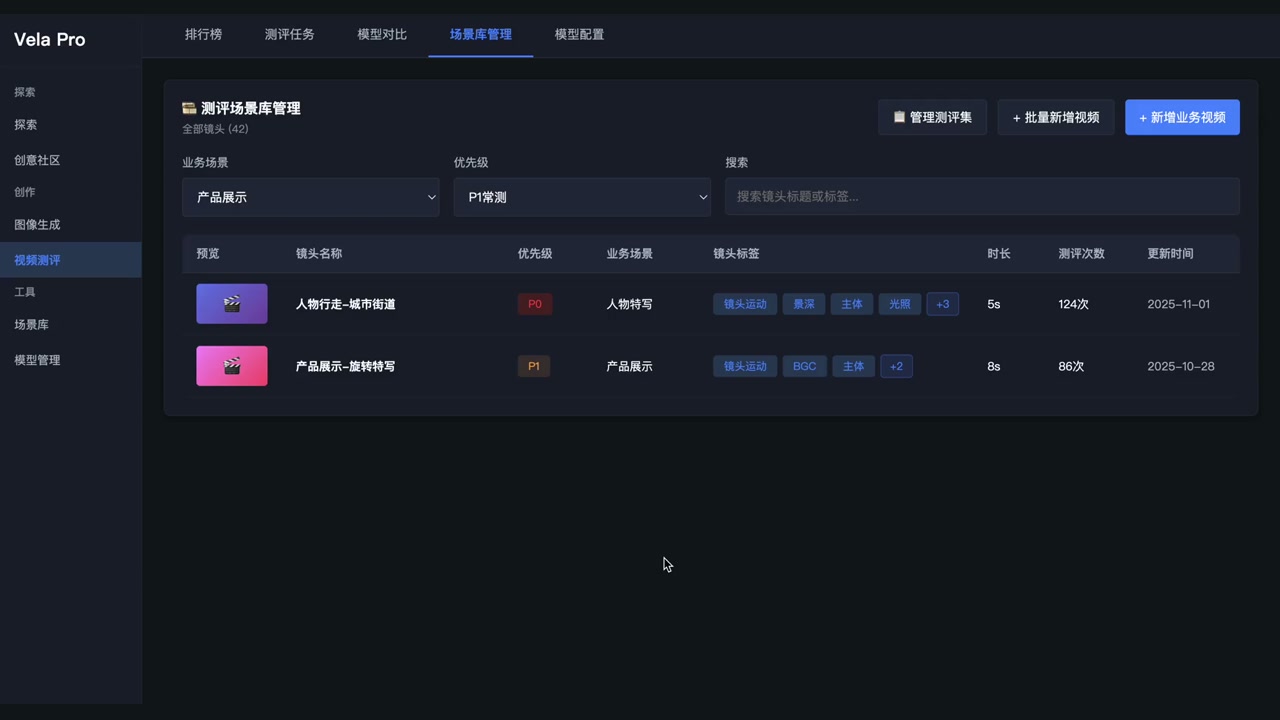 Vela Pro
探索
探索
创意社区
创作
图像生成
视频测评
工具
场景库
模型管理
排行榜 测评任务 模型对比 场景库管理 模型配置
测评场景库管理
全部镜头 (42)
管理测评集 + 批量新增视频 + 新增业务视频
业务场景 优先级 搜索
产品展示 P1常测 搜索镜头标题或标签...
预览 镜头名称 优先级 业务场景 镜头标签 时长 测评次数 更新时间
人物行走–城市街道 P0 人物特写 镜头运动 景深 主体 光照 +3 5s 124次 2025–11–01
产品展示–旋转特写 P1 产品展示 镜头运动 BGC 主体 +2 8s 86次 2025–10–28